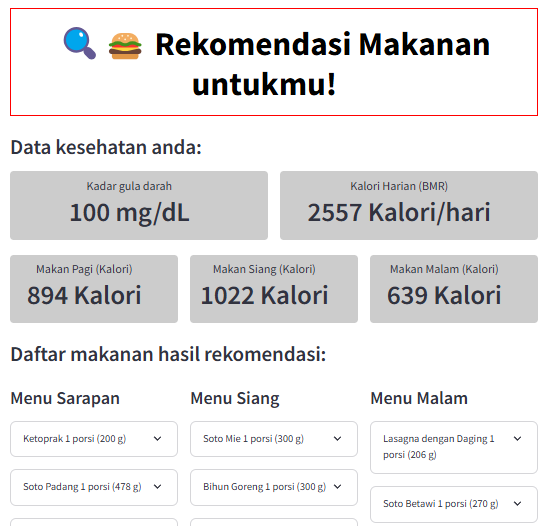 Rekomendasi Makanan
untukmu!
Data kesehatan anda:
Kadar gula darah
100 mg/dL
Kalori Harian (BMR)
2557 Kalori/hari
Makan Pagi (Kalori)
894 Kalori
Makan Siang (Kalori)
1022 Kalori
Makan Malam (Kalori)
639 Kalori
Daftar makanan hasil rekomendasi:
Menu Sarapan
Ketoprak 1 porsi (200 g)
Soto Padang 1 porsi (478 g)
Menu Siang
Soto Mie 1 porsi (300 g)
Bihun Goreng 1 porsi (300 g)
Menu Malam
Lasagna dengan Daging 1
porsi (206 g)
Soto Betawi 1 porsi (270 g)